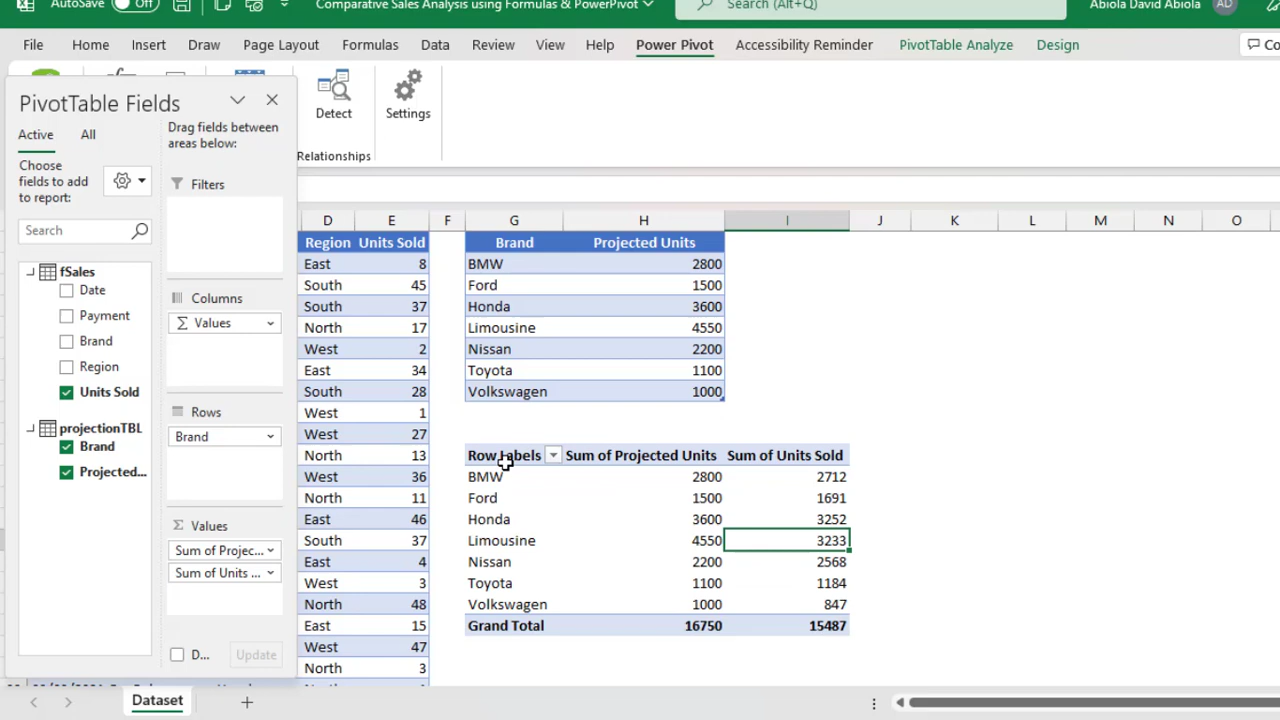 AutoSave Off Comparative Sales Analysis using Formulas & PowerPivot Search (Alt+Q) Abiola David Abiola AD
File Home Insert Draw Page Layout Formulas Data Review View Help Power Pivot Accessibility Reminder PivotTable Analyze Design Co
Detect Settings
Relationships
PivotTable Fields
Active All
Choose fields to add to report:
Search
fSales
Date
Payment
Brand
Region
Units Sold
projectionTBL
Brand
Projected...
Drag fields between areas below:
Filters
Columns
Σ Values
Rows
Brand
Σ Values
Sum of Projec...
Sum of Units ...
D... Update
D E F G H I J K L M N O
Region Units Sold
East 8
South 45
South 37
North 17
West 2
East 34
South 28
West 1
West 27
North 13
West 36
North 11
East 46
South 37
East 4
West 3
North 48
East 15
West 47
North 3
Brand Projected Units
BMW 2800
Ford 1500
Honda 3600
Limousine 4550
Nissan 2200
Toyota 1100
Volkswagen 1000
Row Labels Sum of Projected Units Sum of Units Sold
BMW 2800 2712
Ford 1500 1691
Honda 3600 3252
Limousine 4550 3233
Nissan 2200 2568
Toyota 1100 1184
Volkswagen 1000 847
Grand Total 16750 15487
Dataset